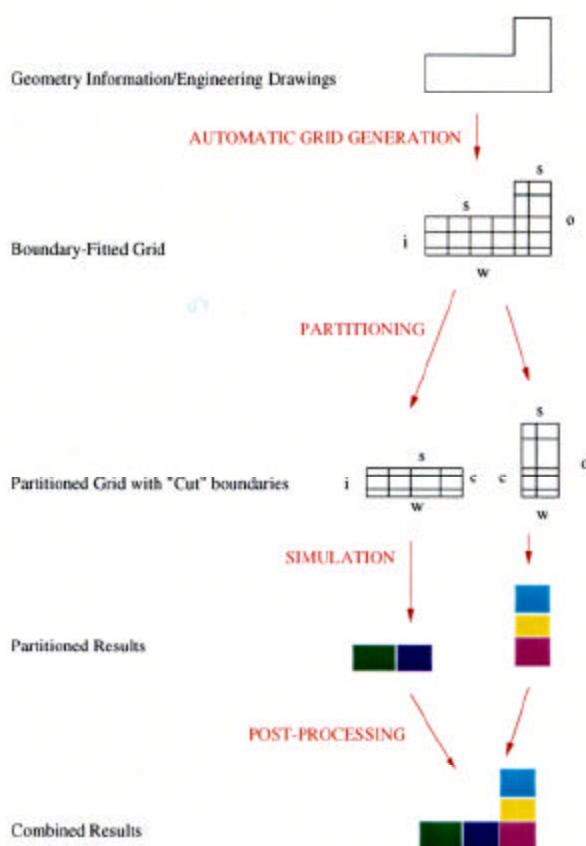 Geometry Information/Engineering Drawings
AUTOMATIC GRID GENERATION
s
s
o
i
Boundary-Fitted Grid
w
PARTITIONING
s
s
o
Partitioned Grid with "Cut" boundaries
i
c
c
w
w
SIMULATION
Partitioned Results
POST-PROCESSING
Combined Results